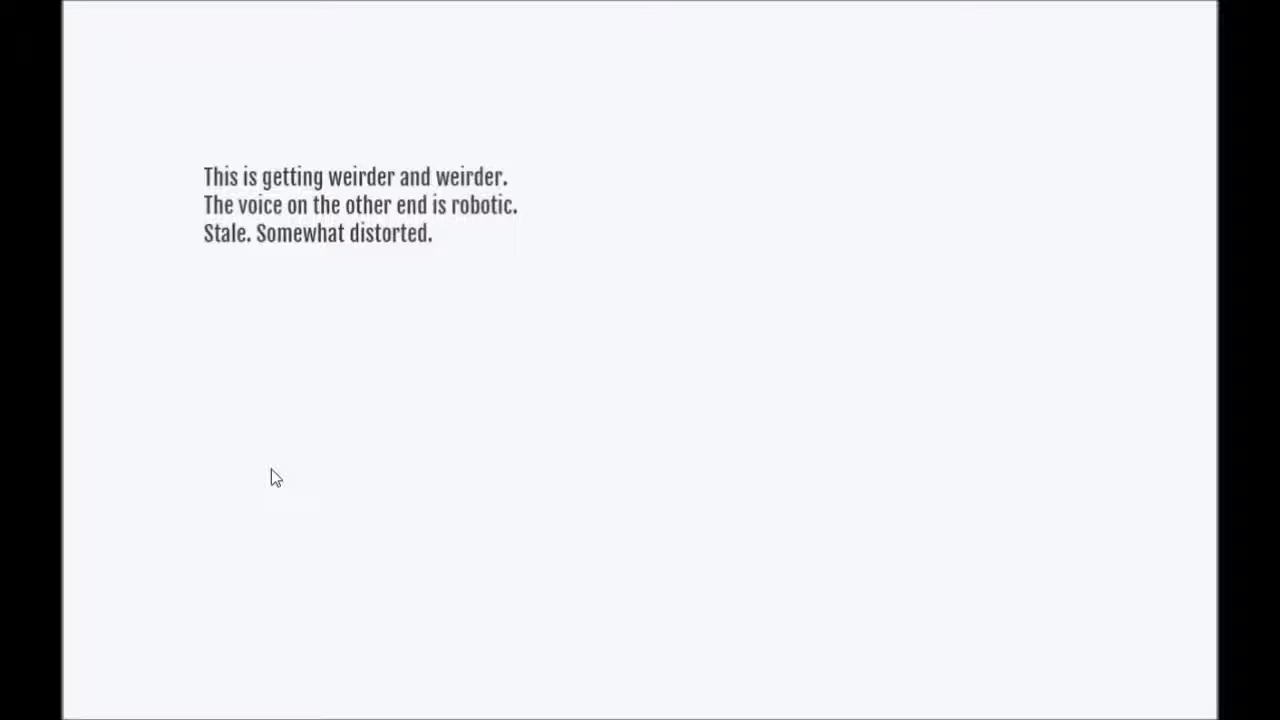 This is getting weirder and weirder.
The voice on the other end is robotic.
Stale. Somewhat distorted.